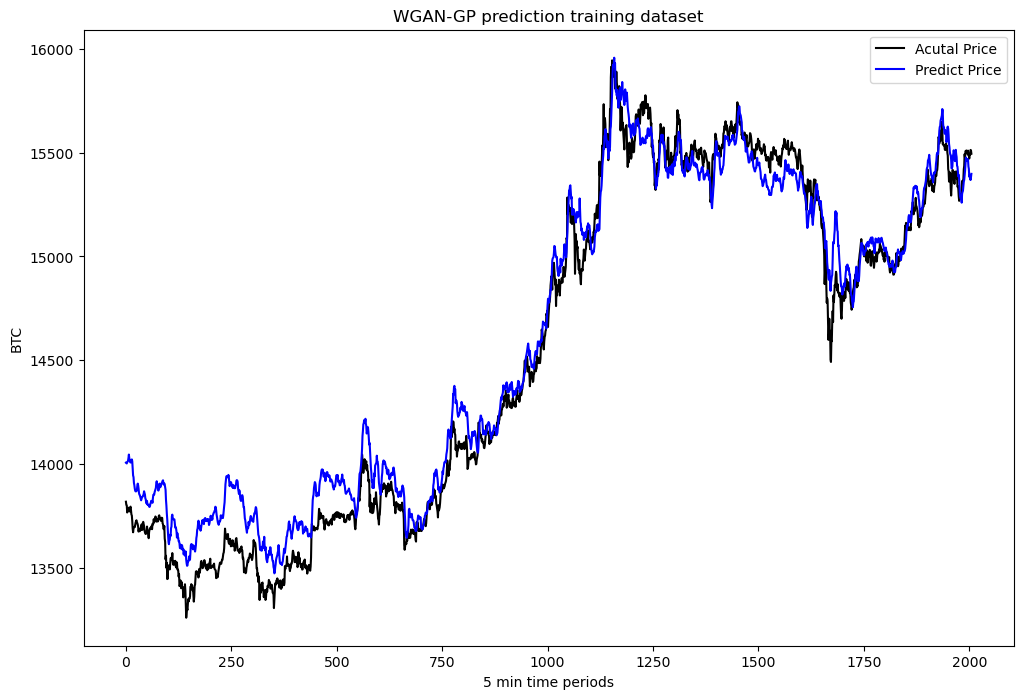 WGAN-GP prediction training dataset
Acutal Price
Predict Price
16000
15500
15000
14500
14000
13500
BTC
0 250 500 750 1000 1250 1500 1750 2000
5 min time periods